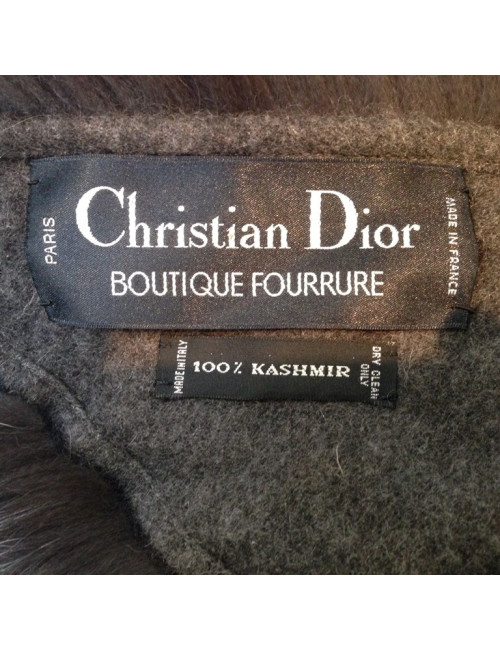 PARIS
Christian Dior
BOUTIQUE FOURRURE
MADE IN FRANCE
MADE IN ITALY
100% KASHMIR
DRY CLEAN
ONLY